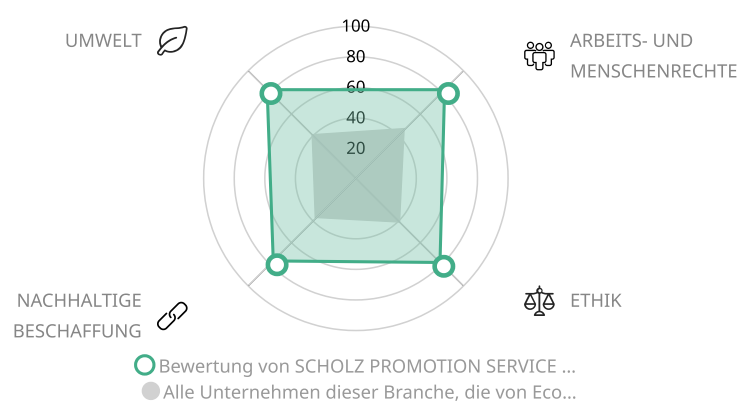 100
UMWELT
ARBEITS- UND
MENSCHENRECHTE
80
60
40
20
NACHHALTIGE
BESCHAFFUNG
ETHIK
Bewertung von SCHOLZ PROMOTION SERVICE ...
Alle Unternehmen dieser Branche, die von Eco...